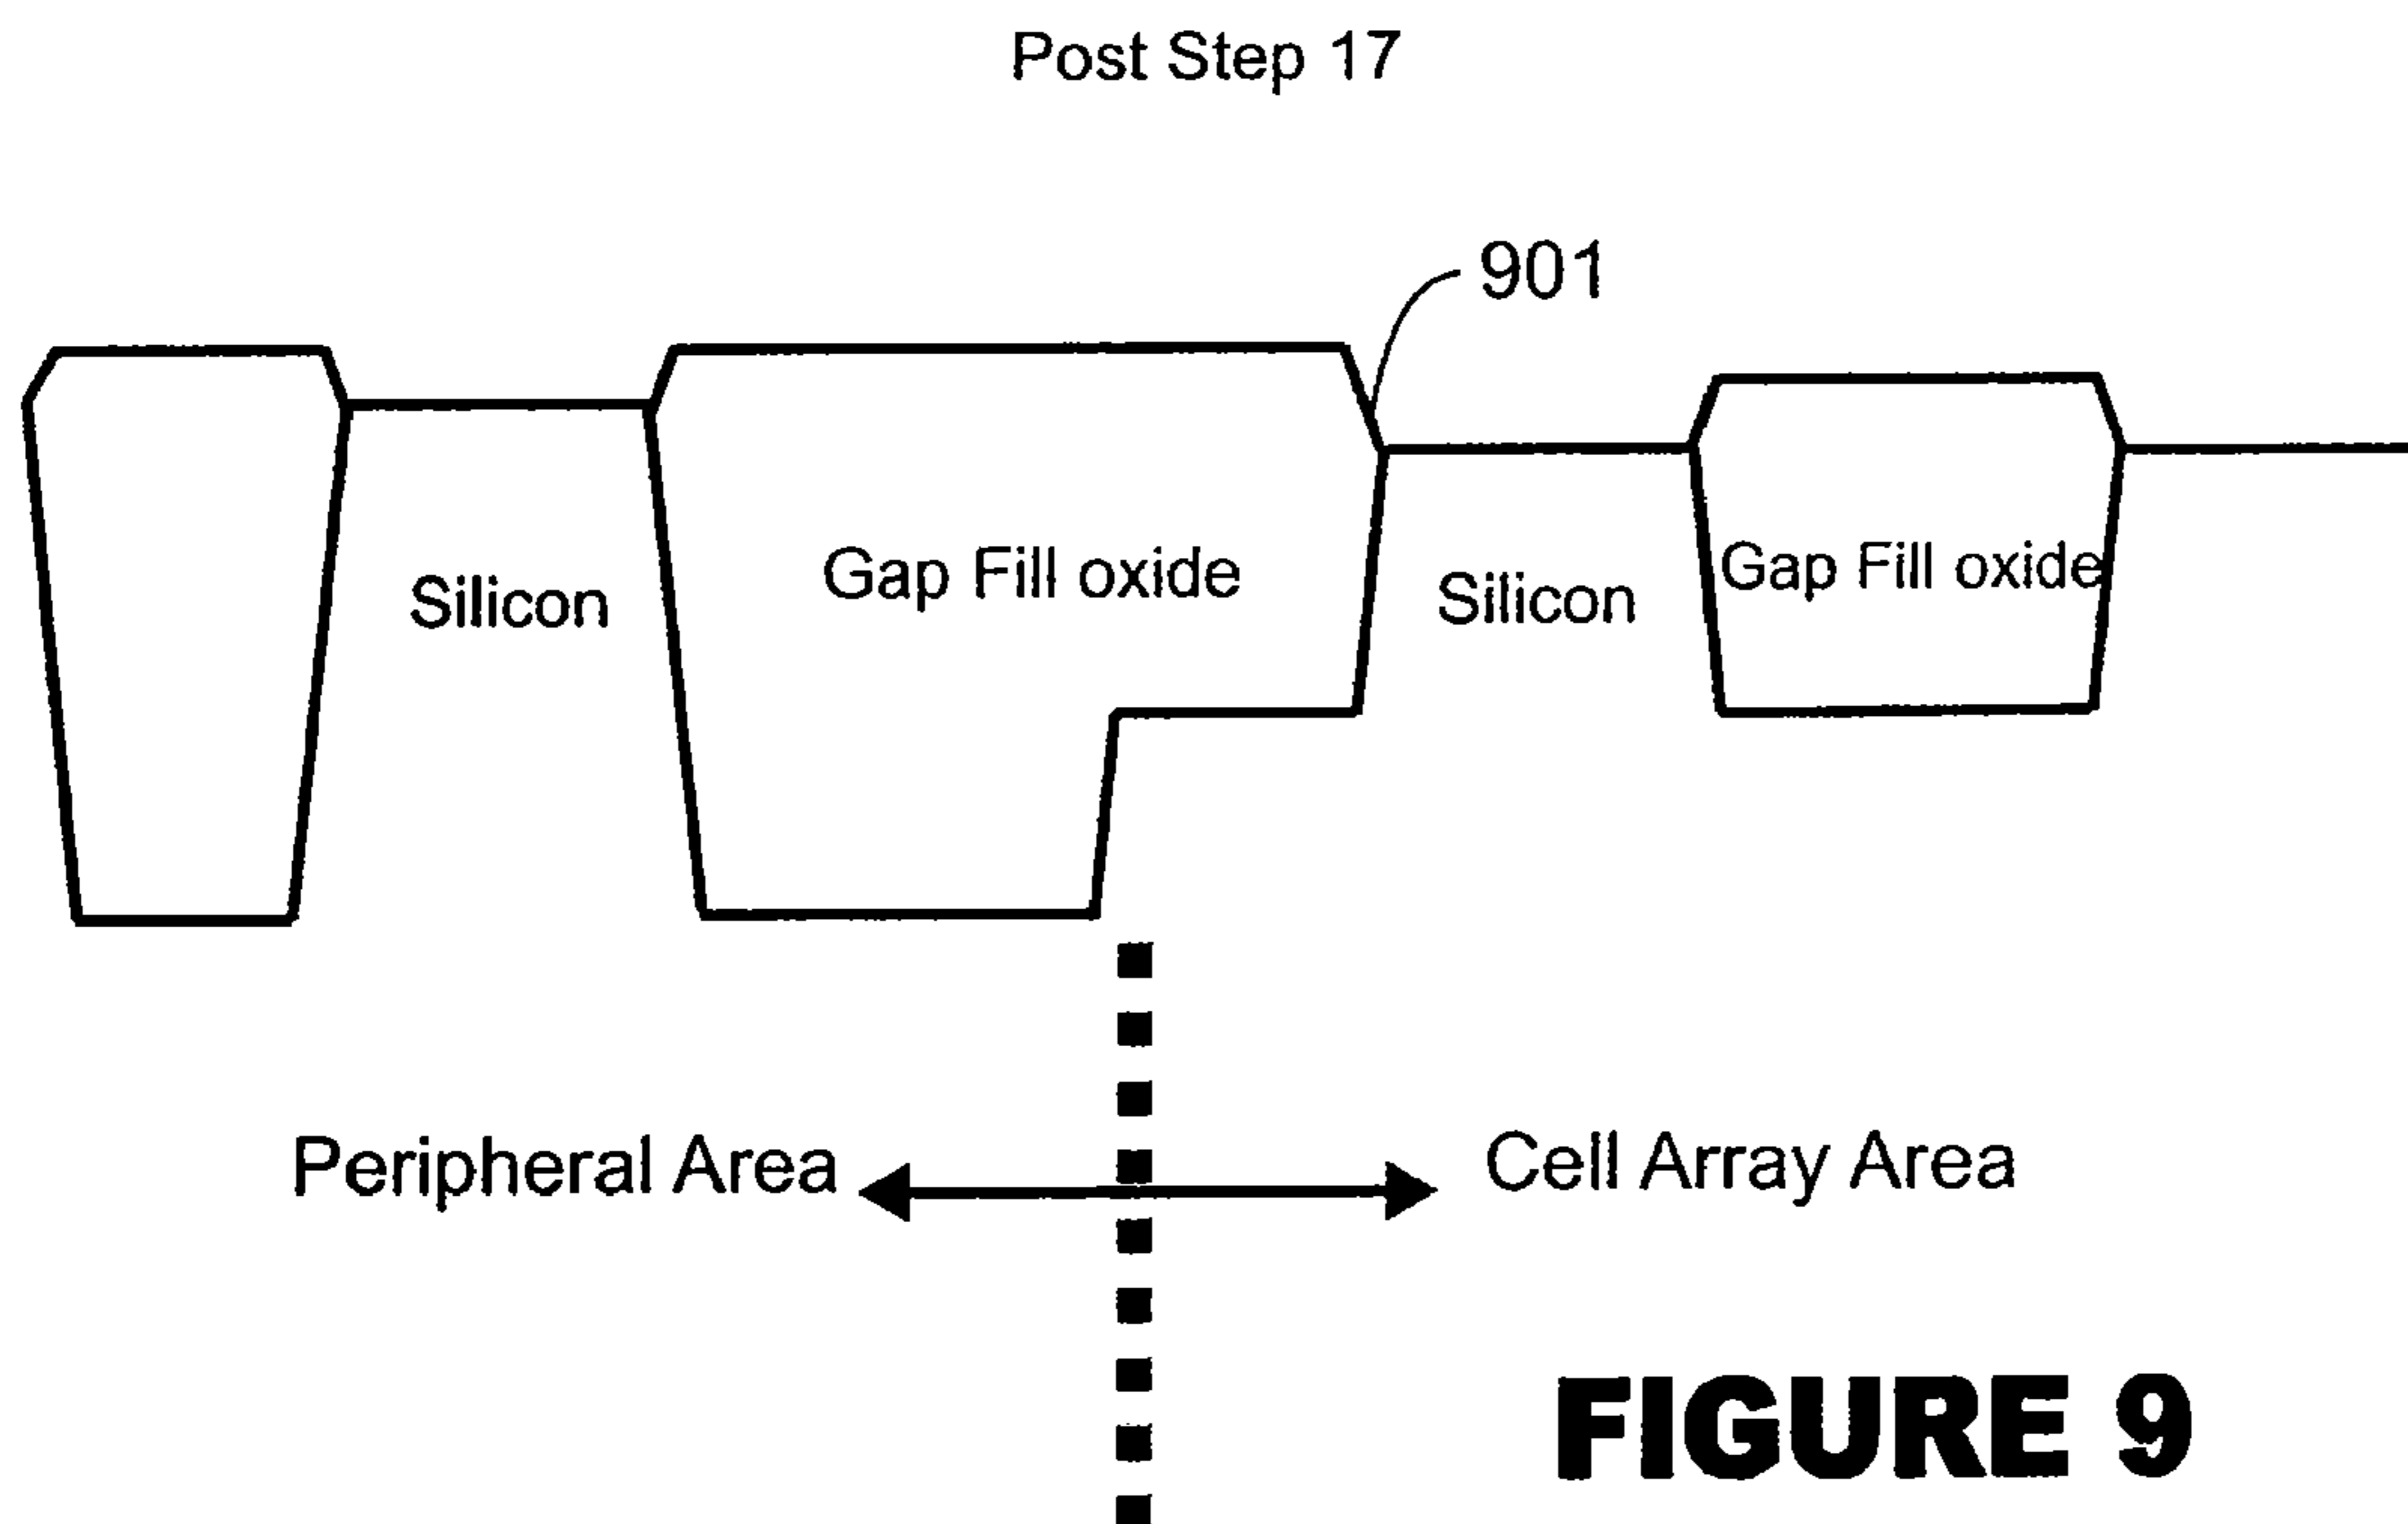 Post Step 17
901
Gap Fill oxide
Gap Fill oxide
Silicon
Silicon
Peripheral Area
Cell Array Area
FIGURE 9